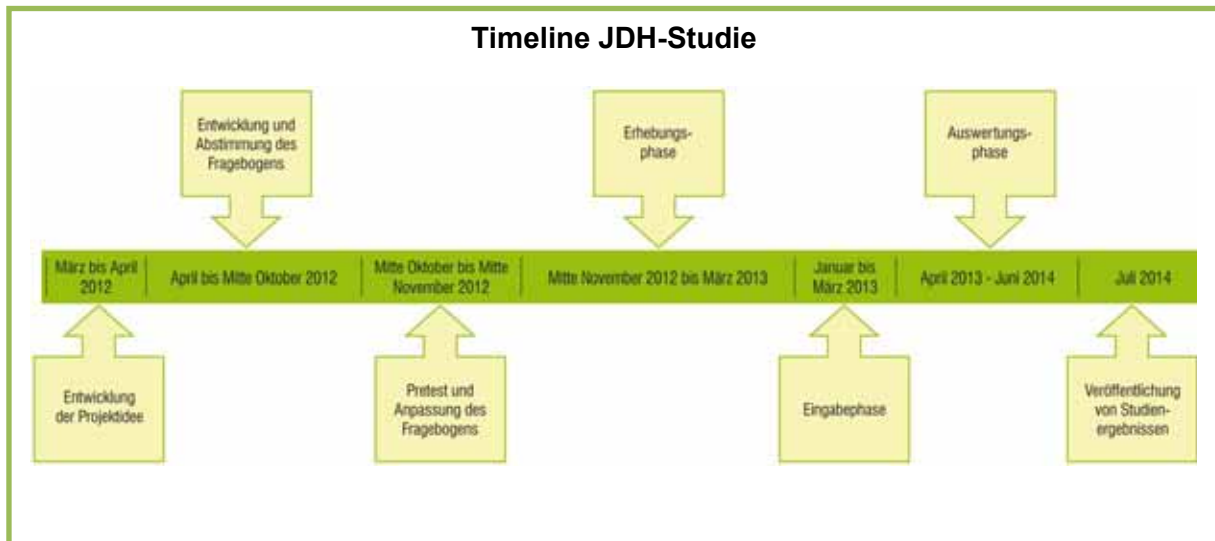 Timeline JDH-Studie
Entwicklung und
Abstimmung des
Fragebogens
Erhebungs-
phase
Auswertungs-
phase
März bis April
2012
April bis Mitte Oktober 2012
Mitte Oktober bis Mitte
November 2012
Mitte November 2012 bis März 2013
Januar bis
März 2013
April 2013 - Juni 2014
Juli 2014
Entwicklung
der Projektidee
Pretest und
Anpassung des
Fragebogens
Eingabephase
Veröffentlichung
von Studien-
ergebnissen